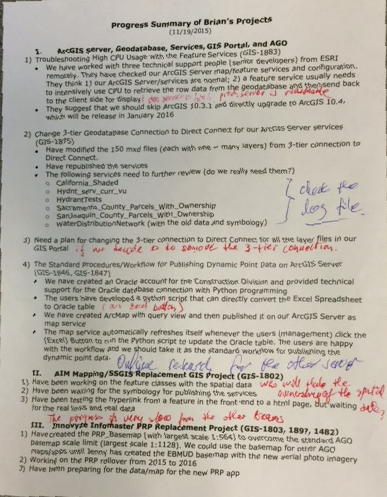 Progress Summary of Brian's Projects
(11/19/2015)
I. ArcGIS Server, Geodatabase, Services, GIS Portal, and AGO
1) Troubleshooting High CPU Usage with the Feature Services (GIS-1883)
• We have worked with three technical support people (senior developers) from ESRI
remotely. They have checked our ArcGIS Server map/feature services and configuration.
They think 1) our ArcGIS Server/services are normal; 2) a feature service usually needs
to intensively use CPU to retrieve the row data from the geodatabase and then send back
to the client side for display; server is reasonable
• They suggest that we should skip ArcGIS 10.3.1 and directly upgrade to ArcGIS 10.4,
which will be release in January 2016
2) Change 3-tier Geodatabase Connection to Direct Connect for our ArcGIS Server services
(GIS-1875)
• Have modified the 150 mxd files (each with one – many layers) from 3-tier connection to
Direct Connect.
• Have republished the services
• The following services need to further review (do we really need them?)
o California_Shaded
o Hydnt_serv_curr_vu
o HydrantTests
o Sacramento_County_Parcels_With_Ownership
o SanJoaquin_County_Parcels_With_Ownership
o WaterDistributionNetwork (with the old data and symbology)
check the
log file.
3) Need a plan for changing the 3-tier connection to Direct Connect for all the layer files in our
GIS Portal if we decide to remove the 3-tier connection.
4) The Standard Procedures/Workflow for Publishing Dynamic Point Data on ArcGIS Server
(GIS-1846, GIS-1847)
• We have created an Oracle account for the Construction Division and provided technical
support for the Oracle database connection with Python programming
• The users have developed a python script that can directly convert the Excel Spreadsheet
to Oracle table button)
• We have created ArcMap with query view and then published it on our ArcGIS Server as
map service
• The map service automatically refreshes itself whenever the users (management) click the
(Excel) Button to run the Python script to update the Oracle table. The users are happy
with the workflow and we should take it as the standard workflow for publishing the
dynamic point data. for the other
II. AIM Mapping/SSGIS Replacement GIS Project (GIS-1802)
1) Have been working on the feature classes with the spatial data who will take the
2) Have been waiting for the symbology for publishing the services ownership of the spatial
3) Have been testing the hyperlink from a feature in the front-end to a html page, but waiting data?
for the real links and real data
The is very slow from the other teams
III. Innovyze Infomaster PRP Replacement Project (GIS-1803, 1897, 1482)
1) Have created the PRP_Basemap (with largest scale 1:564) to overcome the standard AGO
basemap scale limit (largest scale 1:1128). We could use the basemap for other AGO
maps/apps until Jenny has created the EBMUD basemap with the new aerial photo imagery
2) Working on the PRP rollover from 2015 to 2016
3) Have been preparing for the data/map for the new PRP app